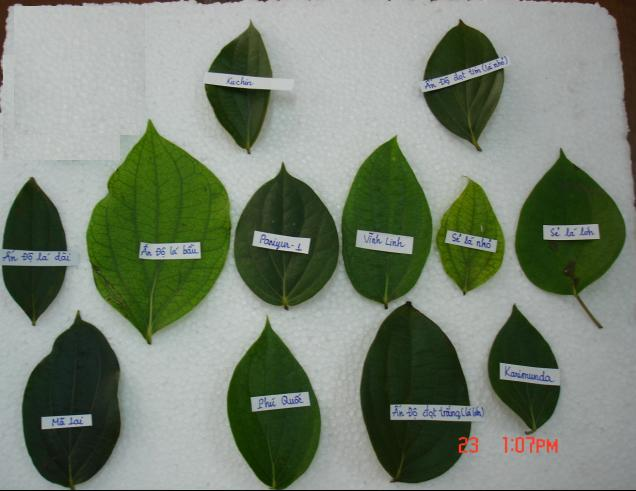 Kuchin
Ấn Độ đọt tím (lá nhỏ)
Ấn Độ lá dài
Ấn Độ lá bầu
Paniyur-1
Vĩnh Linh
Sẻ lá nhỏ
Sẻ lá lớn
Mã Lai
Phú Quốc
Ấn Độ đọt trắng (lá lớn)
Karimunda
23 1:07PM